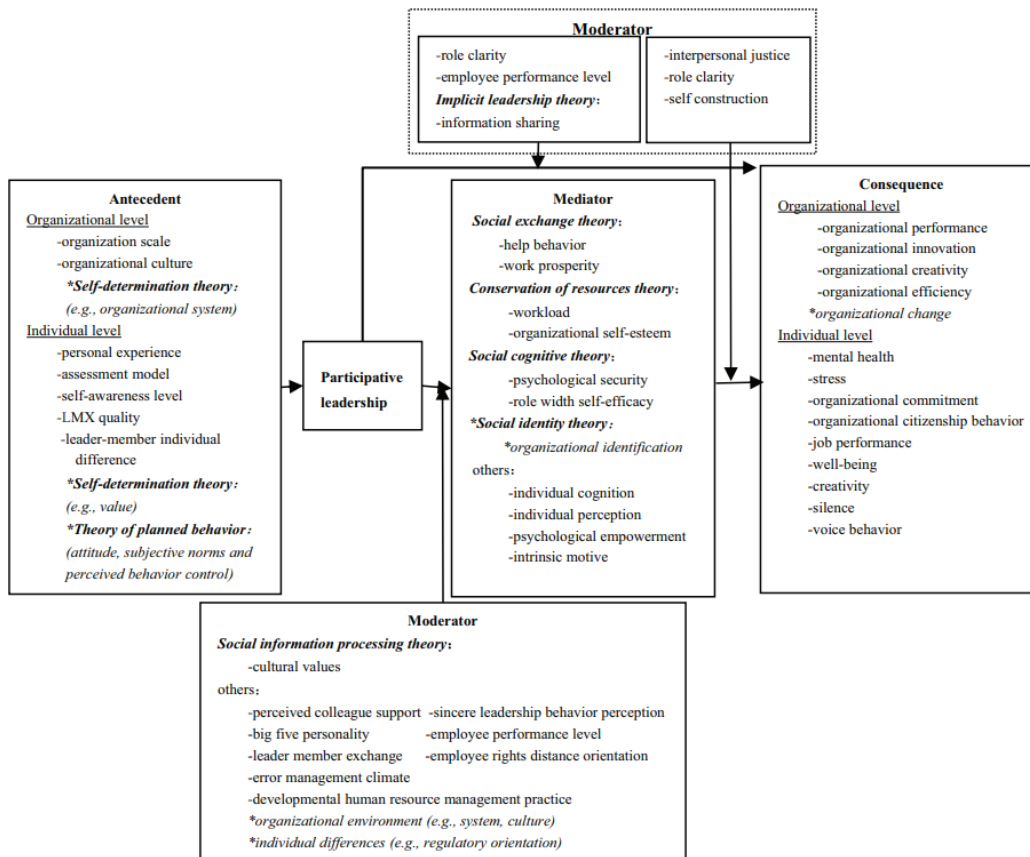 Moderator
-role clarity
-employee performance level
Implicit leadership theory：
-information sharing
-interpersonal justice
-role clarity
-self construction
Antecedent
Organizational level
-organization scale
-organizational culture
*Self-determination theory：
(e.g., organizational system)
Individual level
-personal experience
-assessment model
-self-awareness level
-LMX quality
-leader-member individual
difference
*Self-determination theory：
(e.g., value)
*Theory of planned behavior：
(attitude, subjective norms and
perceived behavior control)
Participative
leadership
Mediator
Social exchange theory：
-help behavior
-work prosperity
Conservation of resources theory：
-workload
-organizational self-esteem
Social cognitive theory：
-psychological security
-role width self-efficacy
*Social identity theory：
*organizational identification
others：
-individual cognition
-individual perception
-psychological empowerment
-intrinsic motive
Consequence
Organizational level
-organizational performance
-organizational innovation
-organizational creativity
-organizational efficiency
*organizational change
Individual level
-mental health
-stress
-organizational commitment
-organizational citizenship behavior
-job performance
-well-being
-creativity
-silence
-voice behavior
Moderator
Social information processing theory：
-cultural values
others：
-perceived colleague support -sincere leadership behavior perception
-big five personality -employee performance level
-leader member exchange -employee rights distance orientation
-error management climate
-developmental human resource management practice
*organizational environment (e.g., system, culture)
*individual differences (e.g., regulatory orientation)